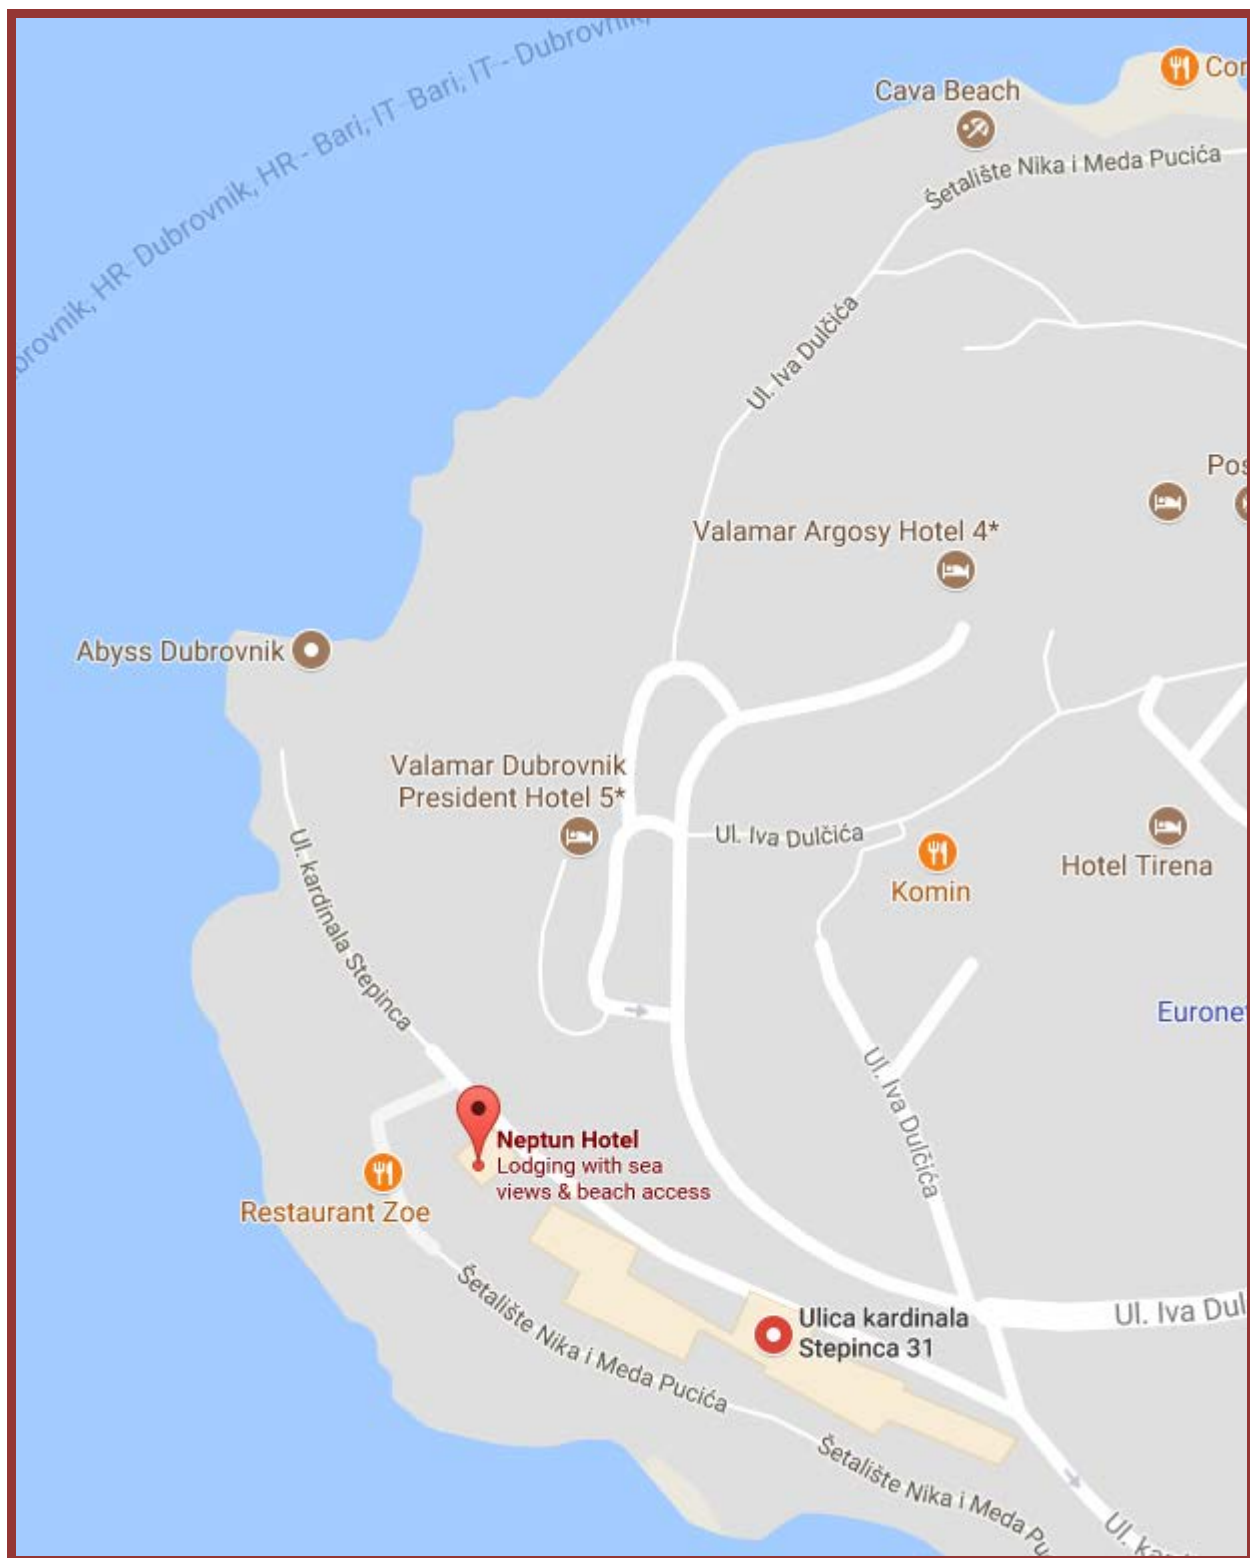 brovnik, HR - Dubrovnik, HR - Bari, IT - Bari, IT - Dubrovnik,
Cava Beach
Šetalište Nika i Meda Pucića
Ul. Iva Dulčića
Valamar Argosy Hotel 4*
Abyss Dubrovnik
Valamar Dubrovnik
President Hotel 5*
Ul. Iva Dulčića
Komin
Hotel Tirena
Ul. kardinala Stepinca
Euronet
Ul. Iva Dulčića
Neptun Hotel
Lodging with sea
views & beach access
Restaurant Zoe
Šetalište Nika i Meda Pucića
Ulica kardinala
Stepinca 31
Ul. Iva Dul
Šetalište Nika i Meda Pu